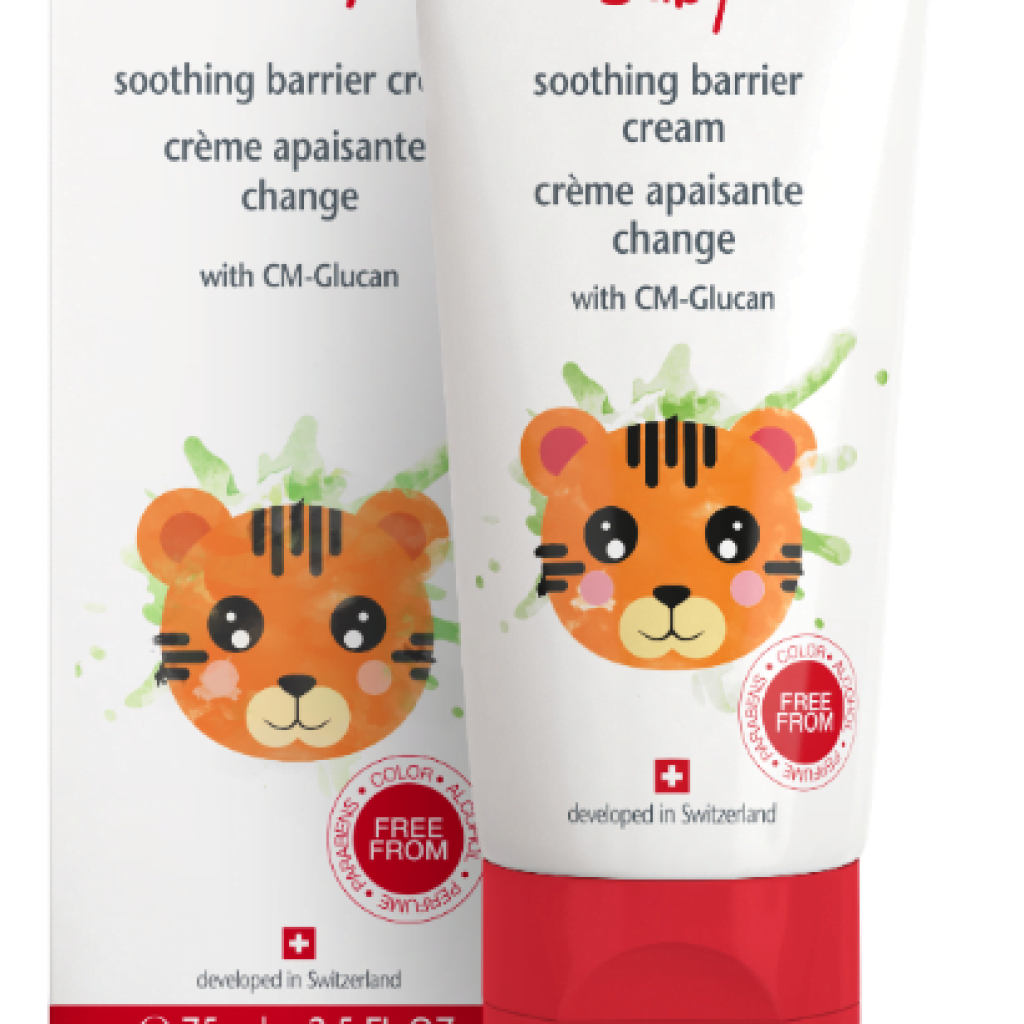 soothing barrier
crème apaisante
change
with CM-Glucan
PARABENS • COLOR • ALCOHOL • PERFUME •
FREE
FROM
developed in Switzerland
soothing barrier
cream
crème apaisante
change
with CM-Glucan
PARABENS • COLOR • ALCOHOL • PERFUME •
FREE
FROM
developed in Switzerland